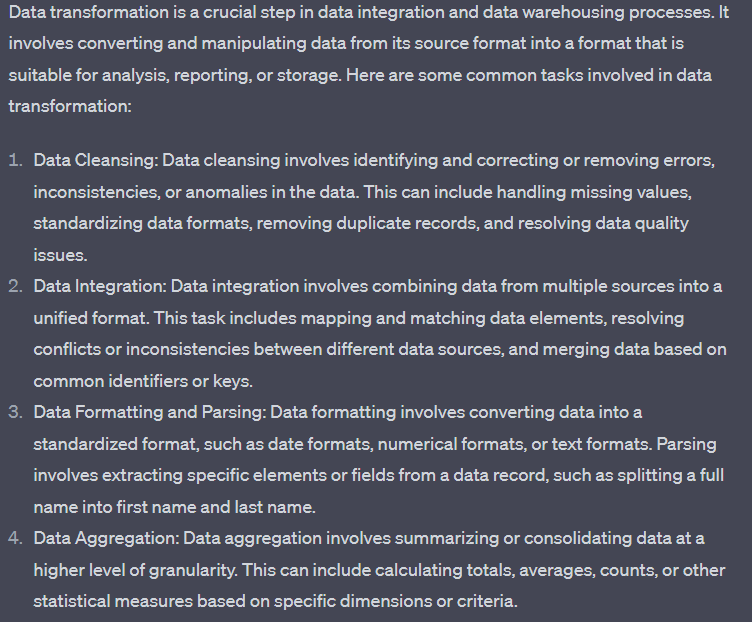 Data transformation is a crucial step in data integration and data warehousing processes. It
involves converting and manipulating data from its source format into a format that is
suitable for analysis, reporting, or storage. Here are some common tasks involved in data
transformation:
1. Data Cleansing: Data cleansing involves identifying and correcting or removing errors,
inconsistencies, or anomalies in the data. This can include handling missing values,
standardizing data formats, removing duplicate records, and resolving data quality
issues.
2. Data Integration: Data integration involves combining data from multiple sources into a
unified format. This task includes mapping and matching data elements, resolving
conflicts or inconsistencies between different data sources, and merging data based on
common identifiers or keys.
3. Data Formatting and Parsing: Data formatting involves converting data into a
standardized format, such as date formats, numerical formats, or text formats. Parsing
involves extracting specific elements or fields from a data record, such as splitting a full
name into first name and last name.
4. Data Aggregation: Data aggregation involves summarizing or consolidating data at a
higher level of granularity. This can include calculating totals, averages, counts, or other
statistical measures based on specific dimensions or criteria.